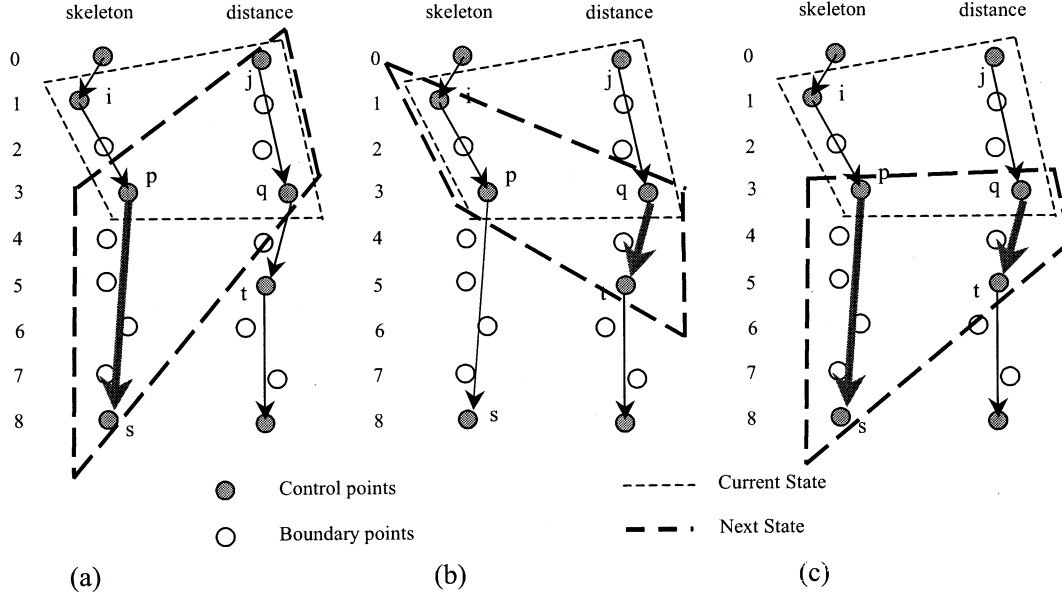 skeleton distance skeleton distance skeleton distance
0 j 0 j 0 j
1 i 1 i 1 i
2 2 2
3 p q 3 p q 3 p q
4 4 4
5 t 5 t 5 t
6 6 6
7 7 7
8 s 8 s 8 s
Control points Current State
Boundary points Next State
(a) (b) (c)